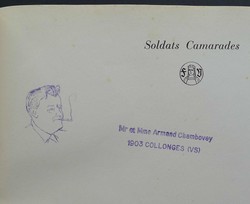 Soldats Camarades
Mr et Mme Armand Chambovey
1903 COLLONGES (VS)